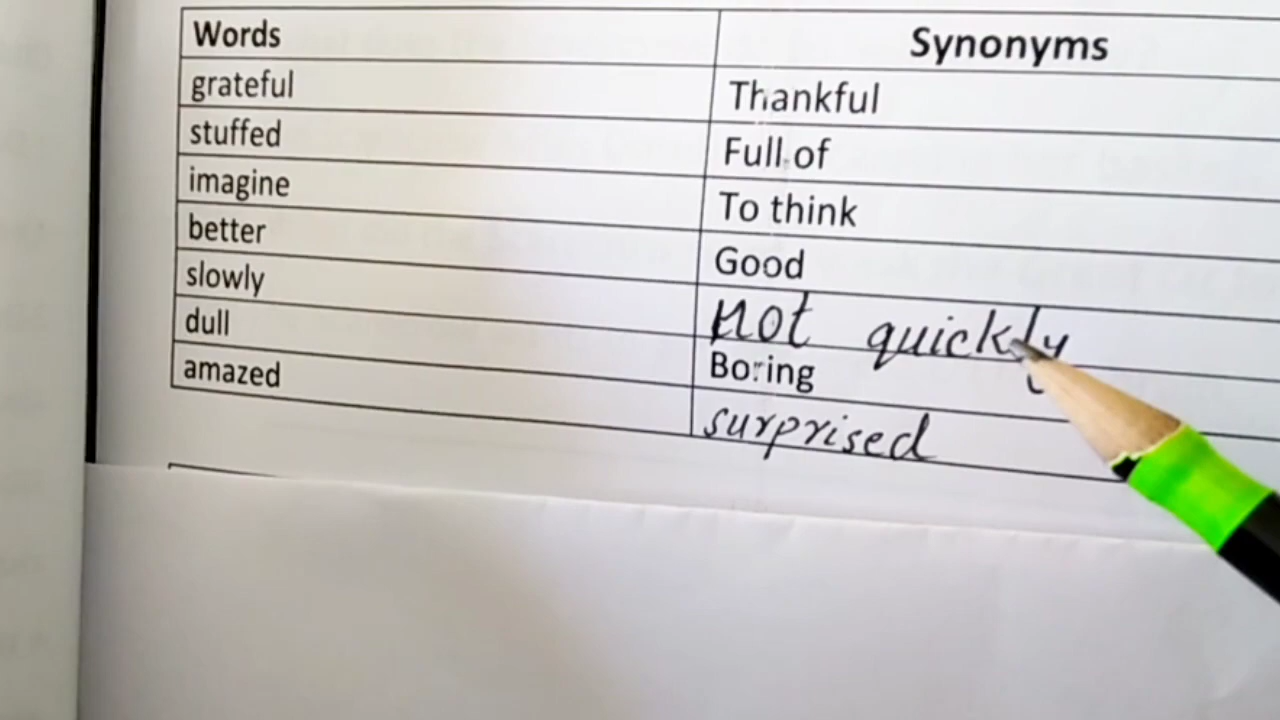 Words Synonyms
grateful Thankful
stuffed Full of
imagine To think
better Good
slowly not quickly
dull Boring
amazed surprised